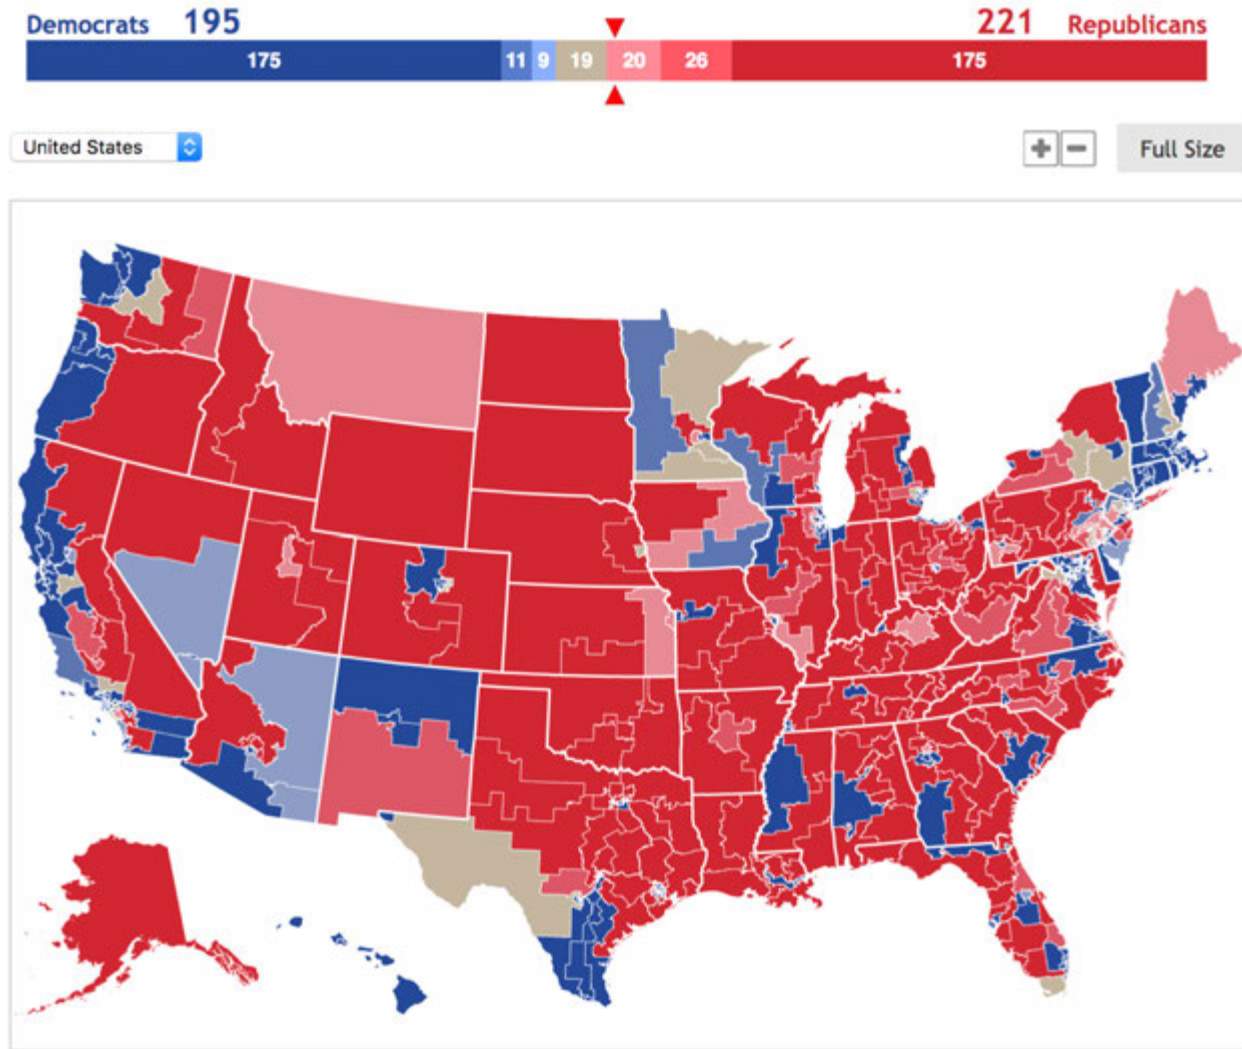 Democrats 195 221 Republicans
175 11 9 19 20 26 175
United States + − Full Size